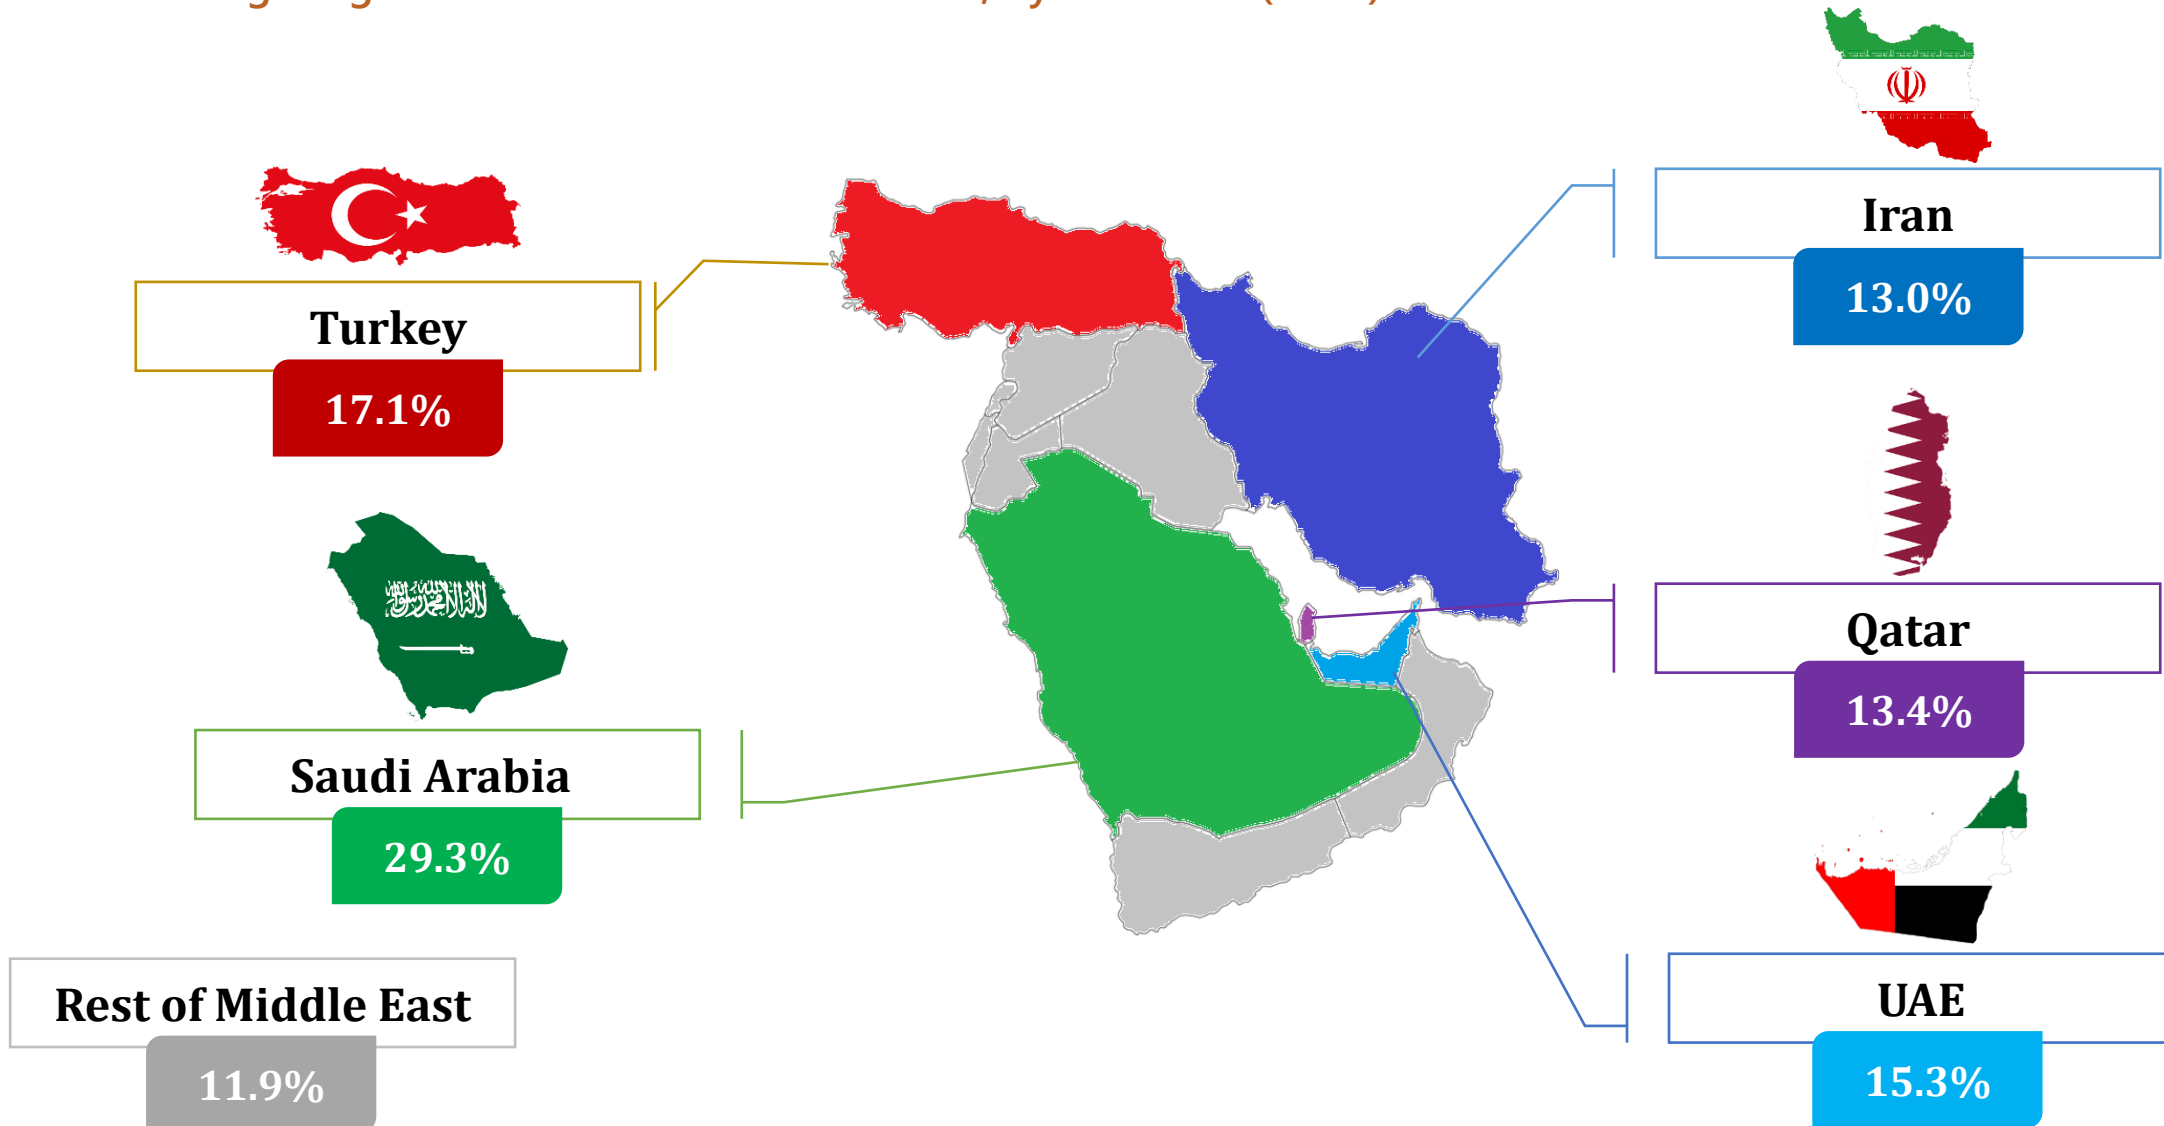 Turkey
17.1%
Saudi Arabia
29.3%
Rest of Middle East
11.9%
Iran
13.0%
Qatar
13.4%
UAE
15.3%